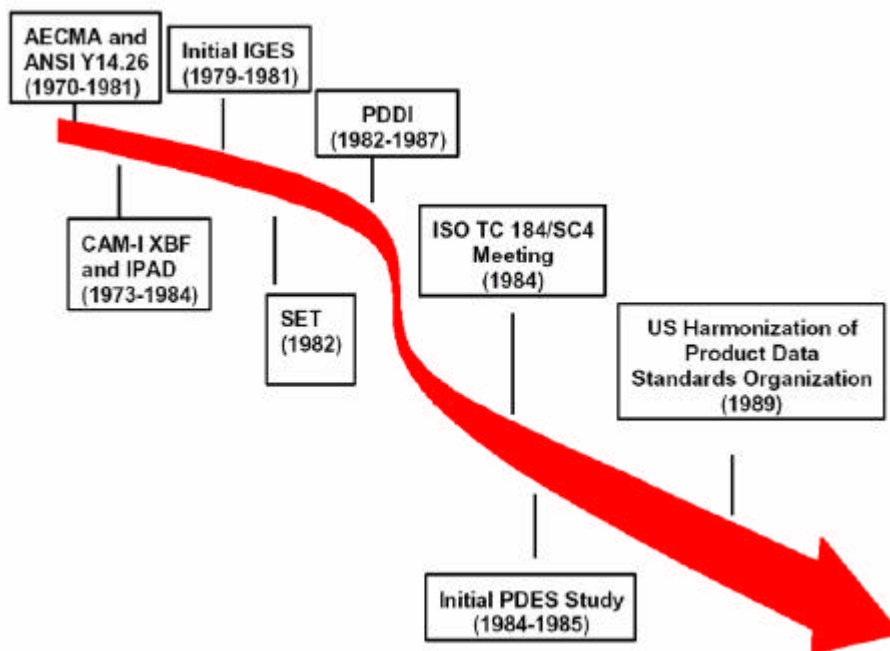 AECMA and
ANSI Y14.26
(1970-1981)
Initial IGES
(1979-1981)
PDDI
(1982-1987)
CAM-I XBF
and IPAD
(1973-1984)
SET
(1982)
ISO TC 184/SC4
Meeting
(1984)
US Harmonization of
Product Data
Standards Organization
(1989)
Initial PDES Study
(1984-1985)